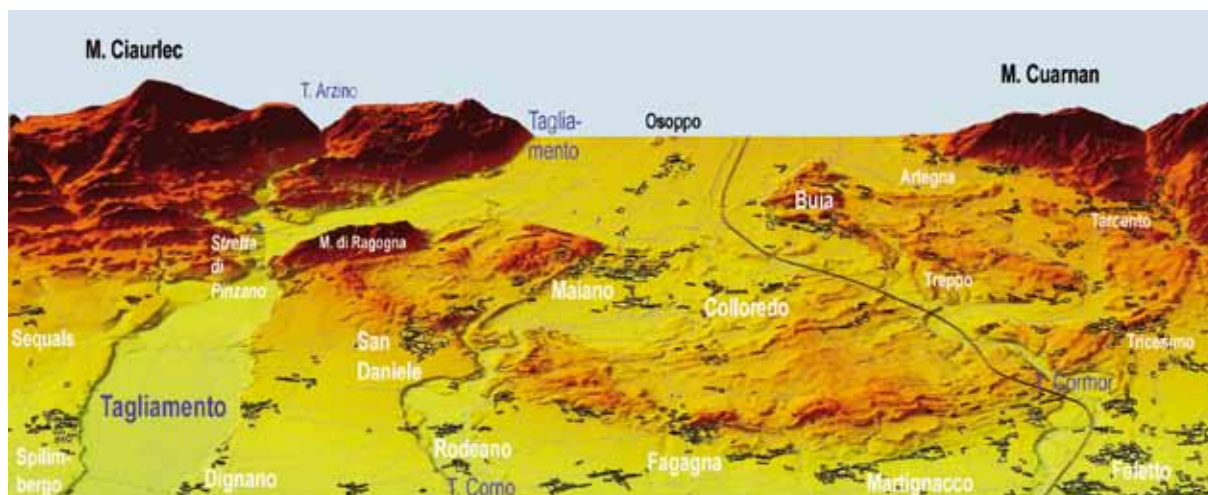 M. Ciaurlec
M. Cuarnan
T. Arzino
Taglia-
mento
Osoppo
Artegna
Buia
Tarcento
Stretta
di
Pinzano
M. di Ragogna
Maiano
Treppo
Colloredo
Sequals
San
Daniele
Tricesimo
T. Cormor
Tagliamento
Rodeano
Fagagna
Spilim-
bergo
Dignano
T. Corno
Martignacco
Feletto